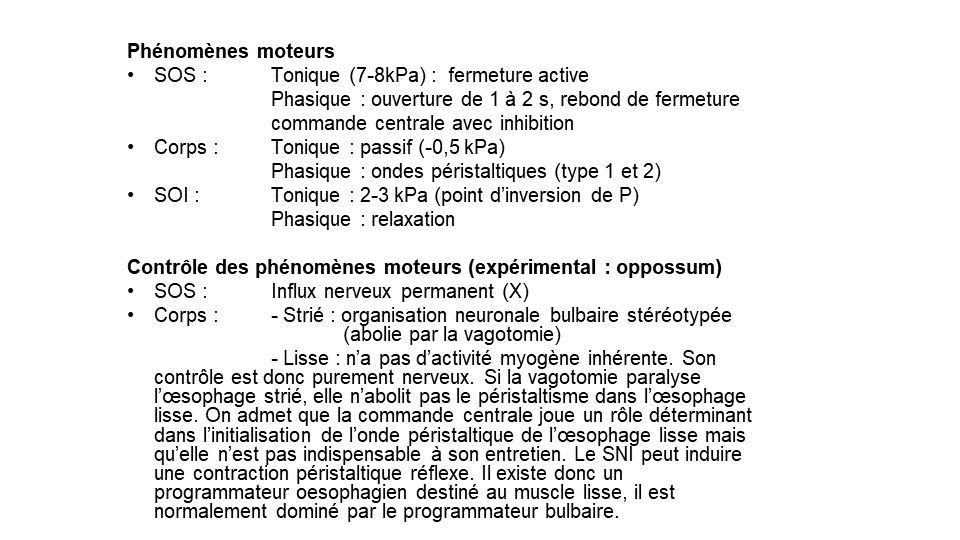 Phénomènes moteurs
• SOS : Tonique (7-8kPa) : fermeture active
Phasique : ouverture de 1 à 2 s, rebond de fermeture
commande centrale avec inhibition
• Corps : Tonique : passif (-0,5 kPa)
Phasique : ondes péristaltiques (type 1 et 2)
• SOI : Tonique : 2-3 kPa (point d’inversion de P)
Phasique : relaxation
Contrôle des phénomènes moteurs (expérimental : oppossum)
• SOS : Influx nerveux permanent (X)
• Corps : - Strié : organisation neuronale bulbaire stéréotypée
(abolie par la vagotomie)
- Lisse : n’a pas d’activité myogène inhérente. Son
contrôle est donc purement nerveux. Si la vagotomie paralyse
l’œsophage strié, elle n’abolit pas le péristaltisme dans l’œsophage
lisse. On admet que la commande centrale joue un rôle déterminant
dans l’initialisation de l’onde péristaltique de l’œsophage lisse mais
qu’elle n’est pas indispensable à son entretien. Le SNI peut induire
une contraction péristaltique réflexe. Il existe donc un
programmateur oesophagien destiné au muscle lisse, il est
normalement dominé par le programmateur bulbaire.